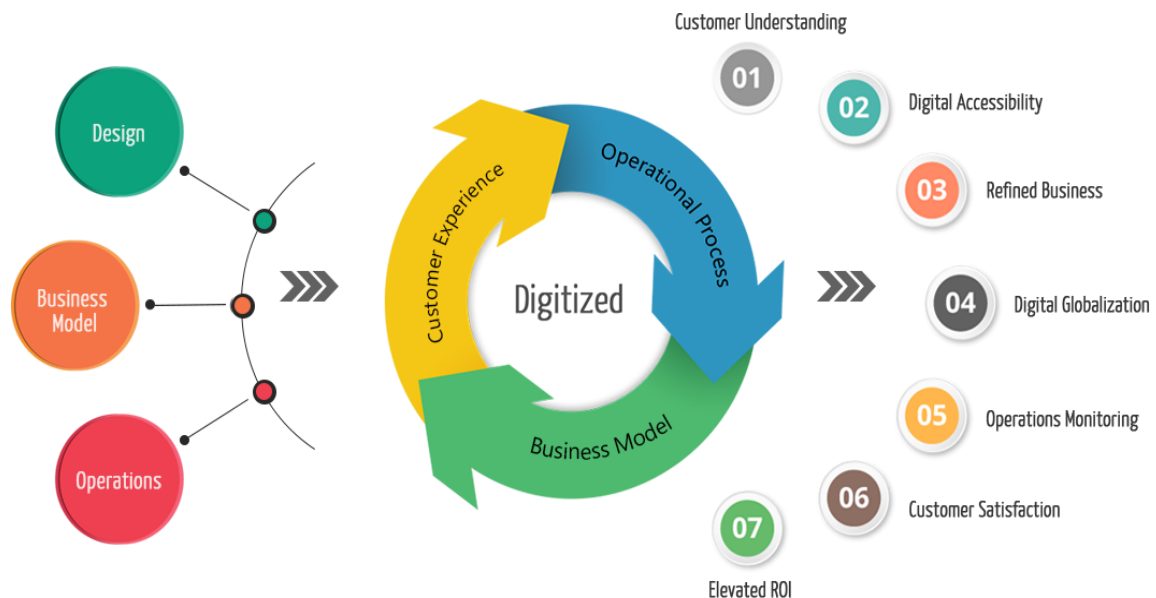 Design
Business
Model
Operations
Customer Experience
Operational Process
Digitized
Business Model
Customer Understanding
01
02
Digital Accessibility
03
Refined Business
04
Digital Globalization
05
Operations Monitoring
06
Customer Satisfaction
07
Elevated ROI